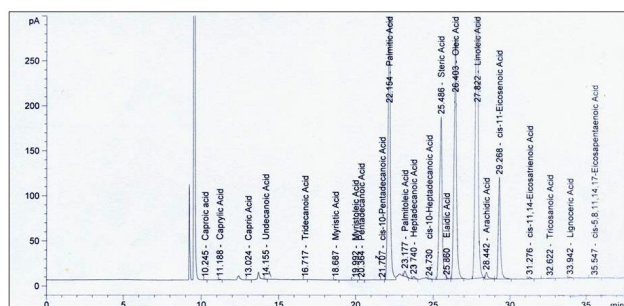 pA
250
200
150
100
50
0
0
5
10
15
20
25
30
35
min
10.245 - Caproic acid
11.188 - Caprylic Acid
13.024 - Capric Acid
14.155 - Undecanoic Acid
16.717 - Tridecanoic Acid
18.687 - Myristic Acid
Myristoleic Acid
20.364 - Pentadecanoic Acid
21.707 - cis-10-Pentadecanoic Acid
22.154 - Palmitic Acid
23.177 - Palmitoleic Acid
23.740 - Heptadecanoic Acid
24.730 - cis-10-Heptadecanoic Acid
25.486 - Steric Acid
25.860 - Elaidic Acid
26.403 - Oleic Acid
27.822 - Linoleic Acid
28.442 - Arachidic Acid
29.268 - cis-11-Eicosenoic Acid
31.276 - cis-11,14-Eicosatrienoic Acid
32.622 - Tricosanoic Acid
33.942 - Lignoceric Acid
35.547 - cis-5,8,11,14,17-Eicosapentaenoic Acid